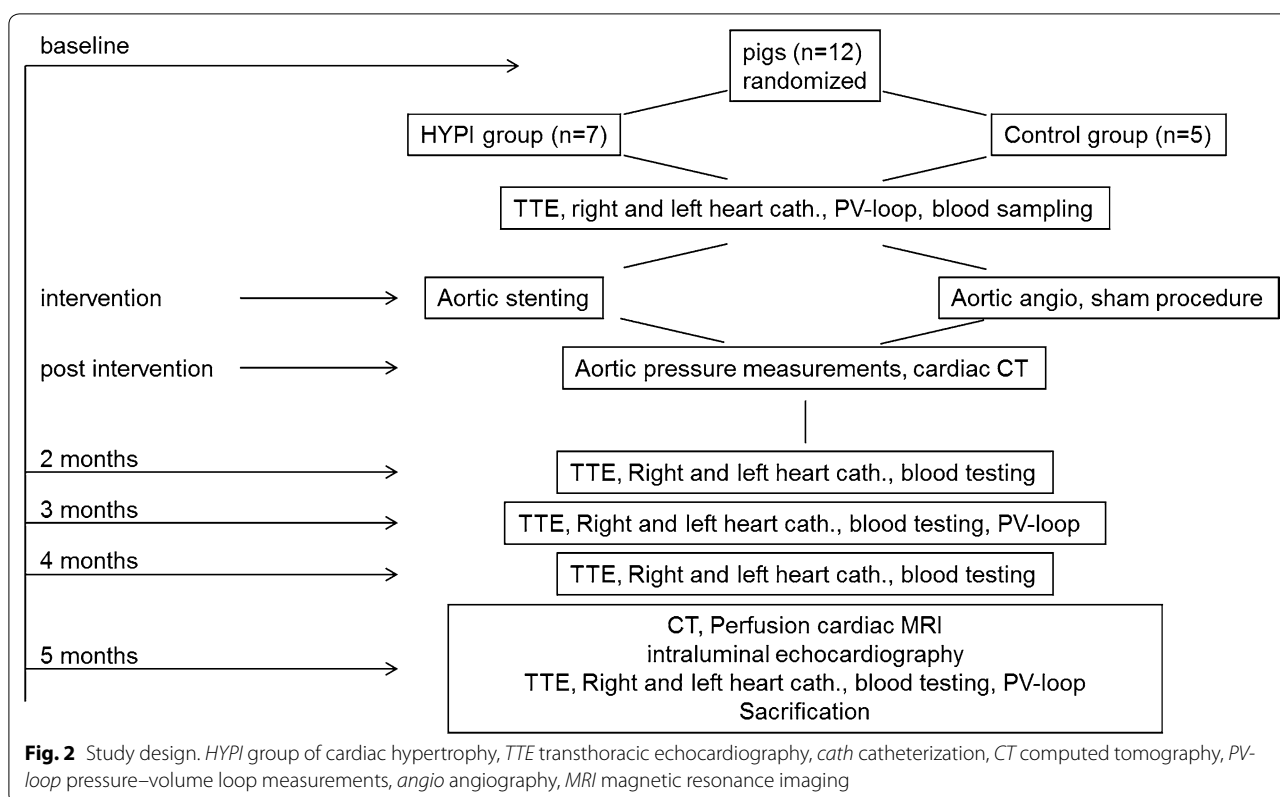 baseline
pigs (n=12)
randomized
HYPI group (n=7)
Control group (n=5)
TTE, right and left heart cath., PV-loop, blood sampling
intervention
Aortic stenting
Aortic angio, sham procedure
post intervention
Aortic pressure measurements, cardiac CT
2 months
TTE, Right and left heart cath., blood testing
3 months
TTE, Right and left heart cath., blood testing, PV-loop
4 months
TTE, Right and left heart cath., blood testing
5 months
CT, Perfusion cardiac MRI
intraluminal echocardiography
TTE, Right and left heart cath., blood testing, PV-loop
Sacrification
Fig. 2 Study design. HYPI group of cardiac hypertrophy, TTE transthoracic echocardiography, cath catheterization, CT computed tomography, PV-
loop pressure–volume loop measurements, angio angiography, MRI magnetic resonance imaging